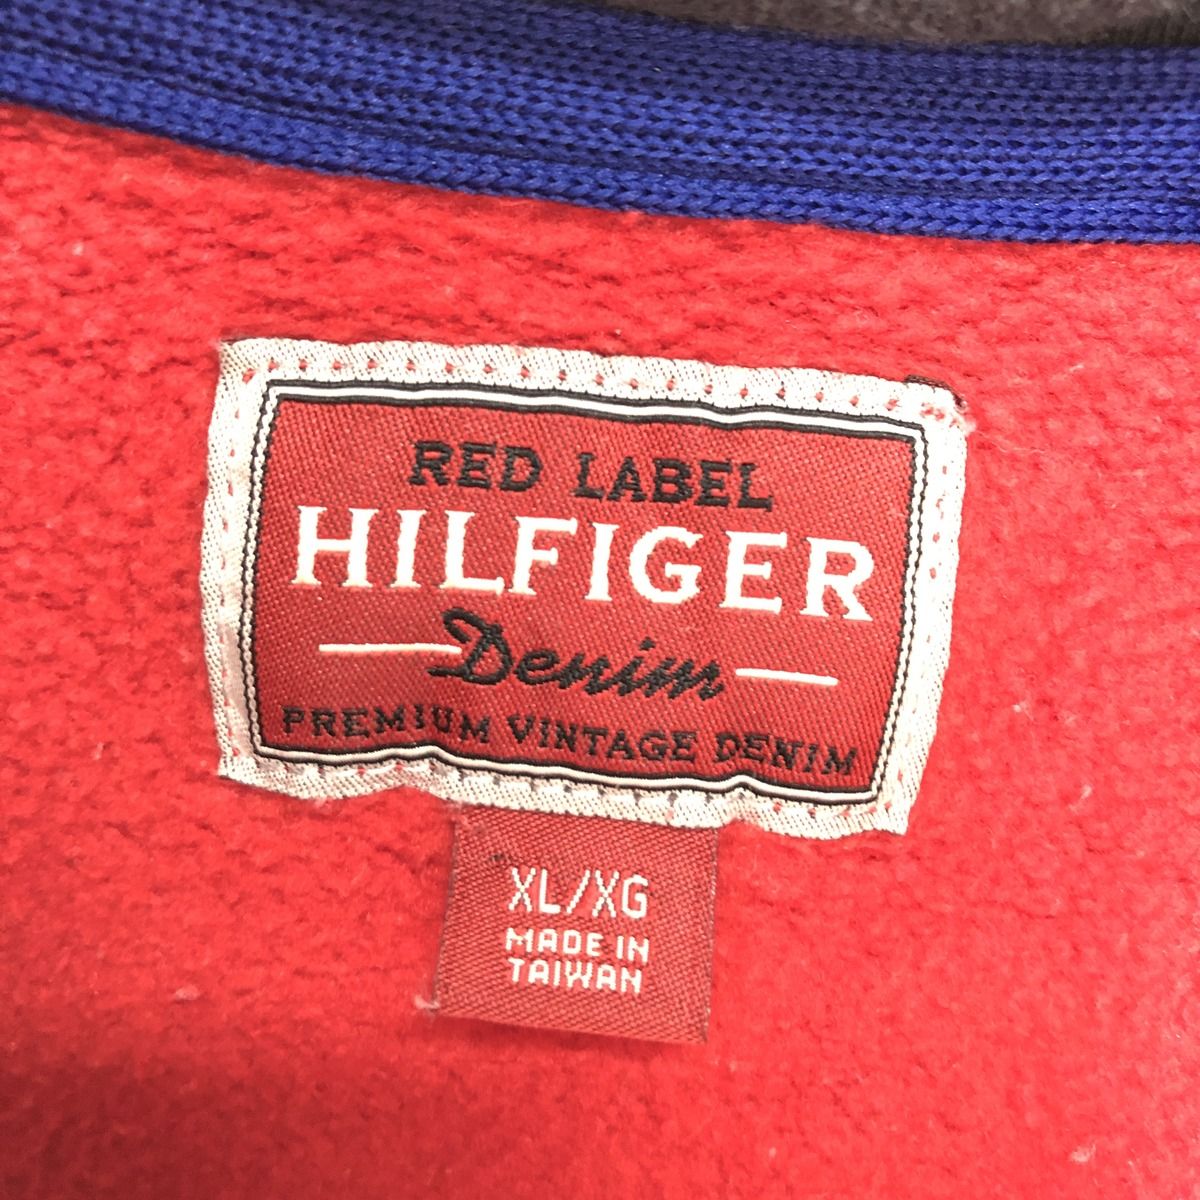 RED LABEL
HILFIGER
Denim
PREMIUM VINTAGE DENIM
XL/XG
MADE IN
TAIWAN